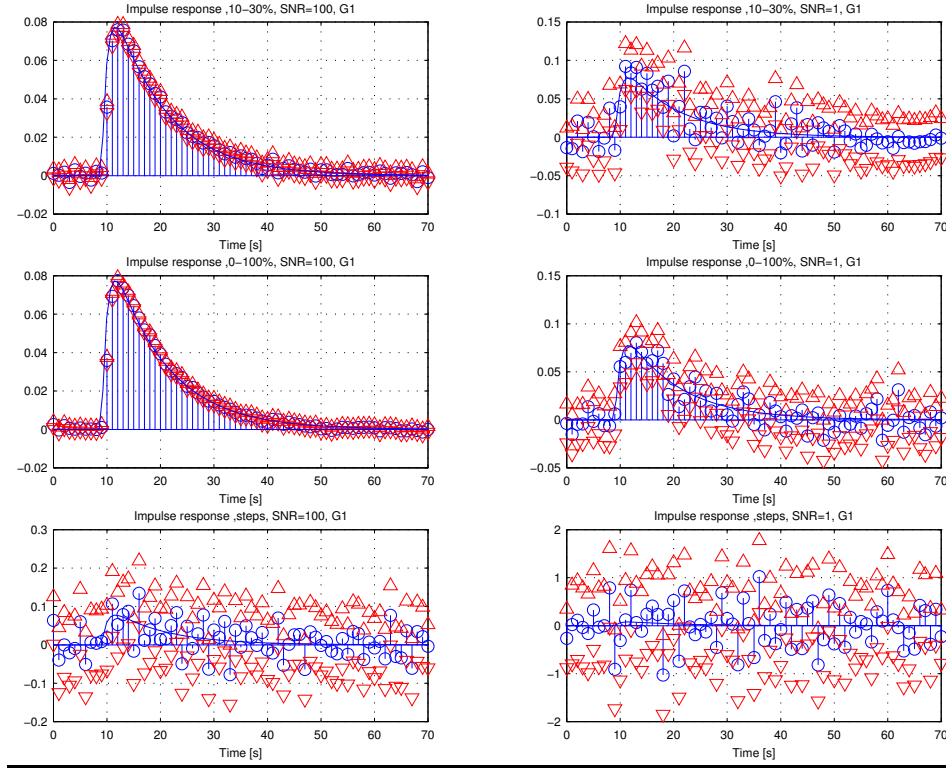 Impulse response ,10−30%, SNR=100, G1
0.08
0.06
0.04
0.02
0
−0.02
0 10 20 30 40 50 60 70
Time [s]
Impulse response ,10−30%, SNR=1, G1
0.15
0.1
0.05
0
−0.05
−0.1
0 10 20 30 40 50 60 70
Time [s]
Impulse response ,0−100%, SNR=100, G1
0.08
0.06
0.04
0.02
0
−0.02
0 10 20 30 40 50 60 70
Time [s]
Impulse response ,0−100%, SNR=1, G1
0.15
0.1
0.05
0
−0.05
0 10 20 30 40 50 60 70
Time [s]
Impulse response ,steps, SNR=100, G1
0.3
0.2
0.1
0
−0.1
−0.2
0 10 20 30 40 50 60 70
Time [s]
Impulse response ,steps, SNR=1, G1
2
1
0
−1
−2
0 10 20 30 40 50 60 70
Time [s]